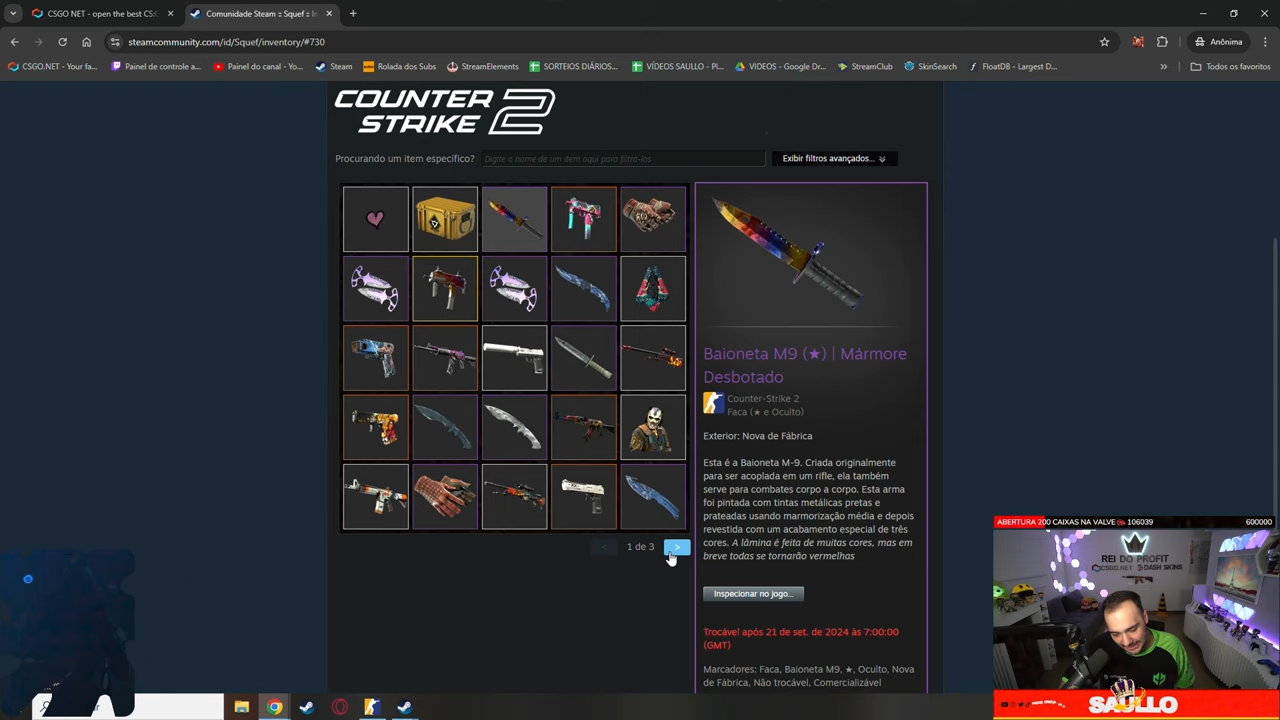 CSGO NET - open the best CS
Comunidade Steam :: Squef :: In
steamcommunity.com/id/Squef/inventory/#730
Anônima
CSGO.NET - Your fa...
Painel de controle a...
Painel do canal - Yo...
Steam
Rolada dos Subs
StreamElements
SORTEIOS DIÁRIOS...
VÍDEOS SAULLO - Pl...
VIDEOS - Google Dr...
StreamClub
SkinSearch
FloatDB - Largest D...
Todos os favoritos
COUNTER
STRIKE 2
Procurando um item específico?
Digite o nome de um item aqui para filtrá-los
Exibir filtros avançados...
Baioneta M9 (★) | Mármore
Desbotado
Counter-Strike 2
Faca (★ e Oculto)
Exterior: Nova de Fábrica
Esta é a Baioneta M-9. Criada originalmente
para ser acoplada em um rifle, ela também
serve para combates corpo a corpo. Esta arma
foi pintada com tintas metálicas pretas e
prateadas usando marmorização média e depois
revestida com um acabamento especial de três
cores. A lâmina é feita de muitas cores, mas em
breve todas se tornarão vermelhas
1 de 3
Inspecionar no jogo...
Trocável após 21 de set. de 2024 às 7:00:00
(GMT)
Marcadores: Faca, Baioneta M9, ★, Oculto, Nova
de Fábrica, Não trocável, Comercializável
ABERTURA 200 CAIXAS NA VALVE 106039
600000
REI DO PROFIT
CSGO.NET DASH SKINS
SAULLO